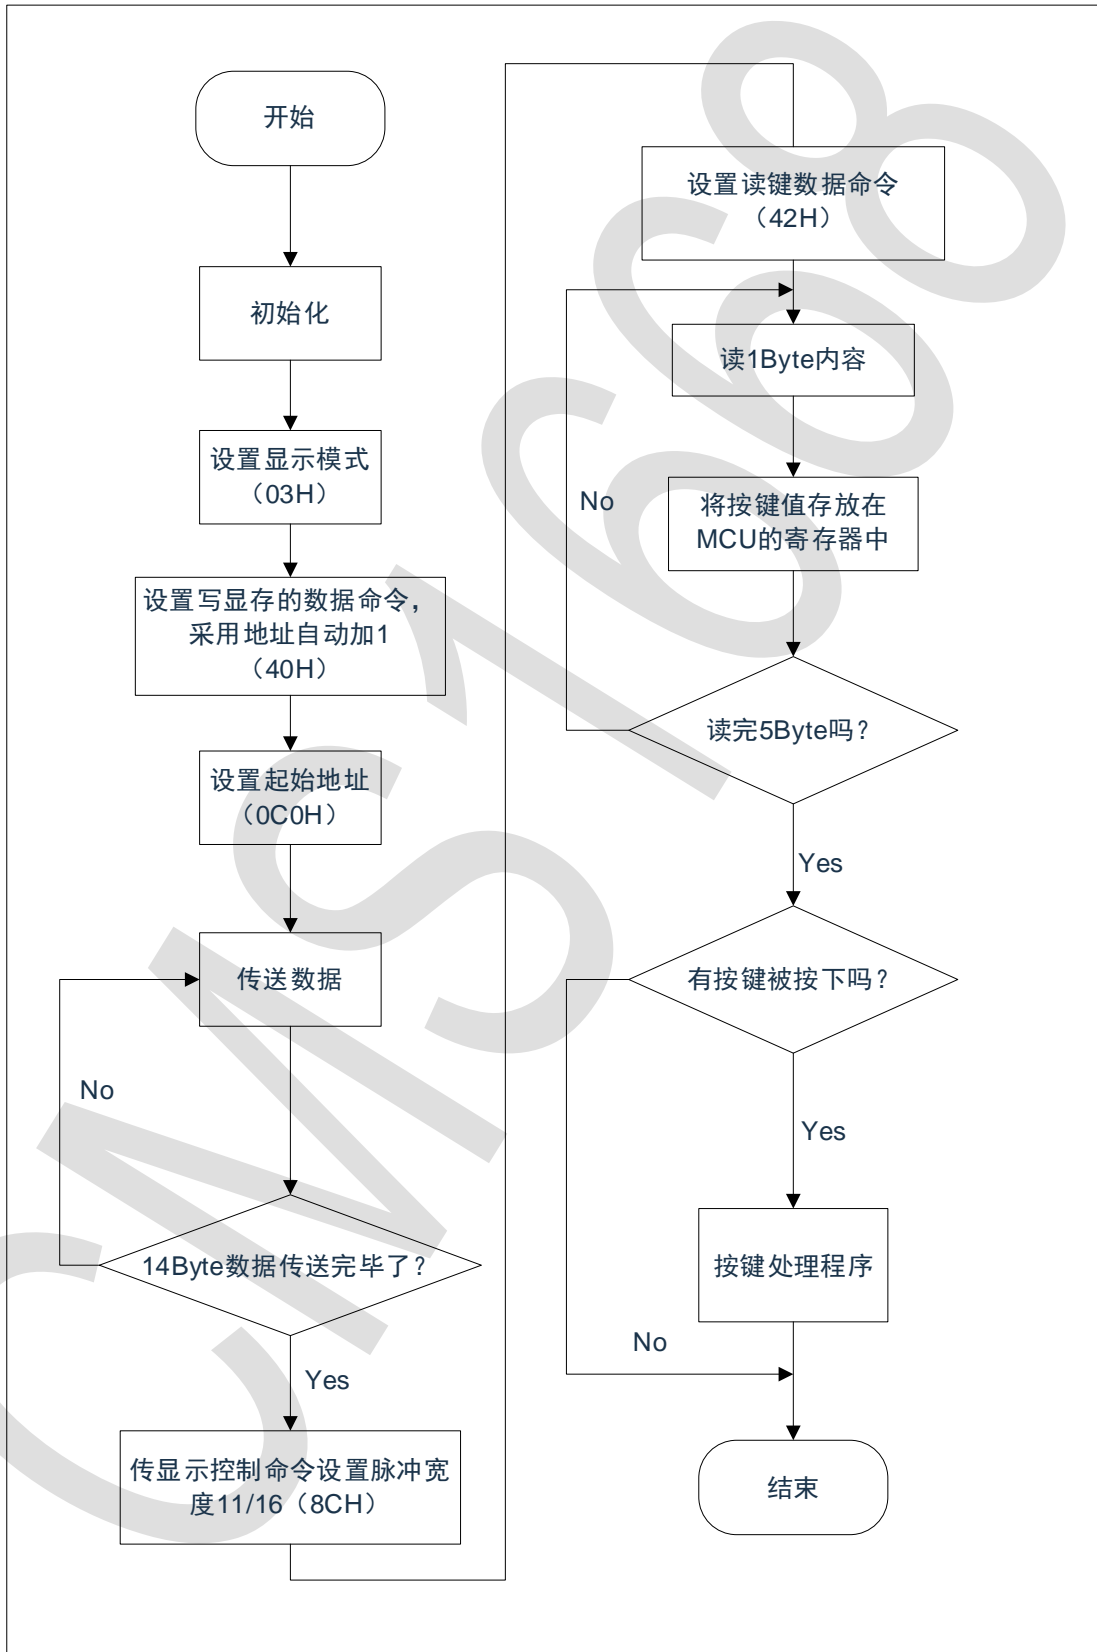 开始
初始化
设置显示模式
（03H）
设置写显存的数据命令，
采用地址自动加1
（40H）
设置起始地址
（0C0H）
传送数据
No
14Byte数据传送完毕了？
Yes
传显示控制命令设置脉冲宽
度11/16（8CH）
设置读键数据命令
（42H）
读1Byte内容
No
将按键值存放在
MCU的寄存器中
读完5Byte吗？
Yes
有按键被按下吗？
Yes
按键处理程序
No
结束
CMS1668